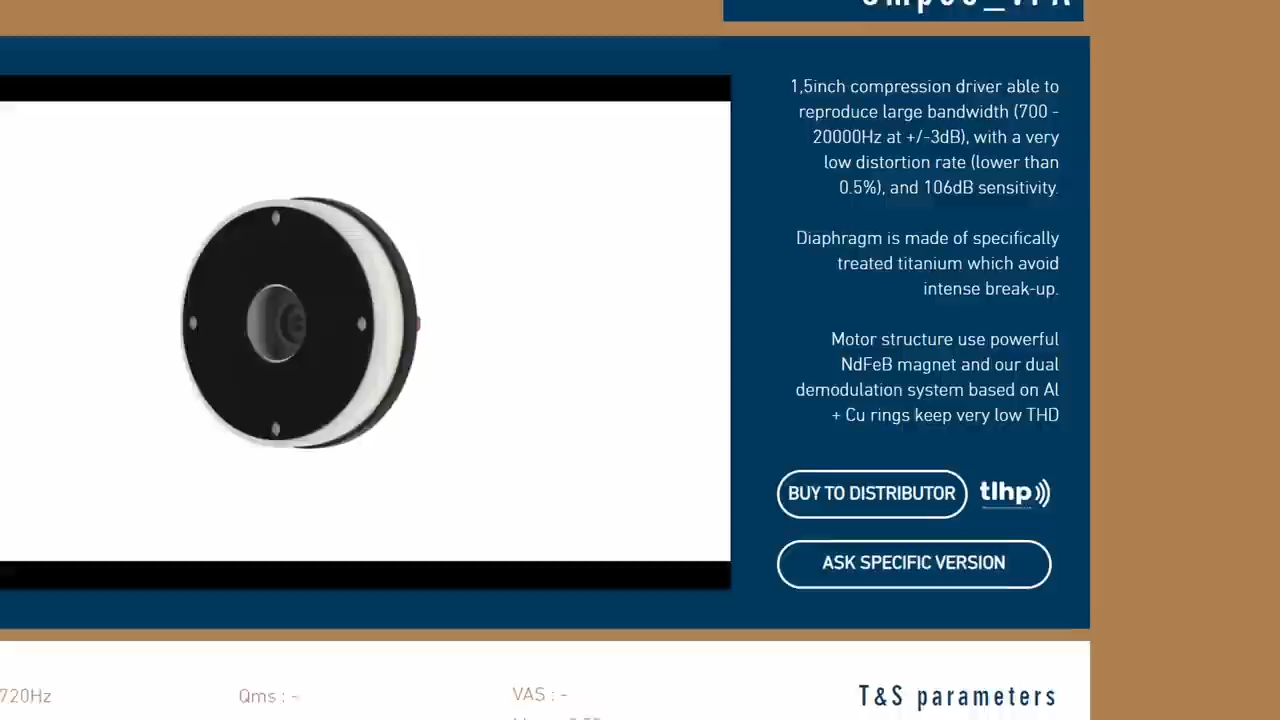 1,5inch compression driver able to
reproduce large bandwidth (700 -
20000Hz at +/-3dB), with a very
low distortion rate (lower than
0.5%), and 106dB sensitivity.
Diaphragm is made of specifically
treated titanium which avoid
intense break-up.
Motor structure use powerful
NdFeB magnet and our dual
demodulation system based on Al
+ Cu rings keep very low THD
BUY TO DISTRIBUTOR
tlhp
ASK SPECIFIC VERSION
T&S parameters
720Hz
Qms : -
VAS : -